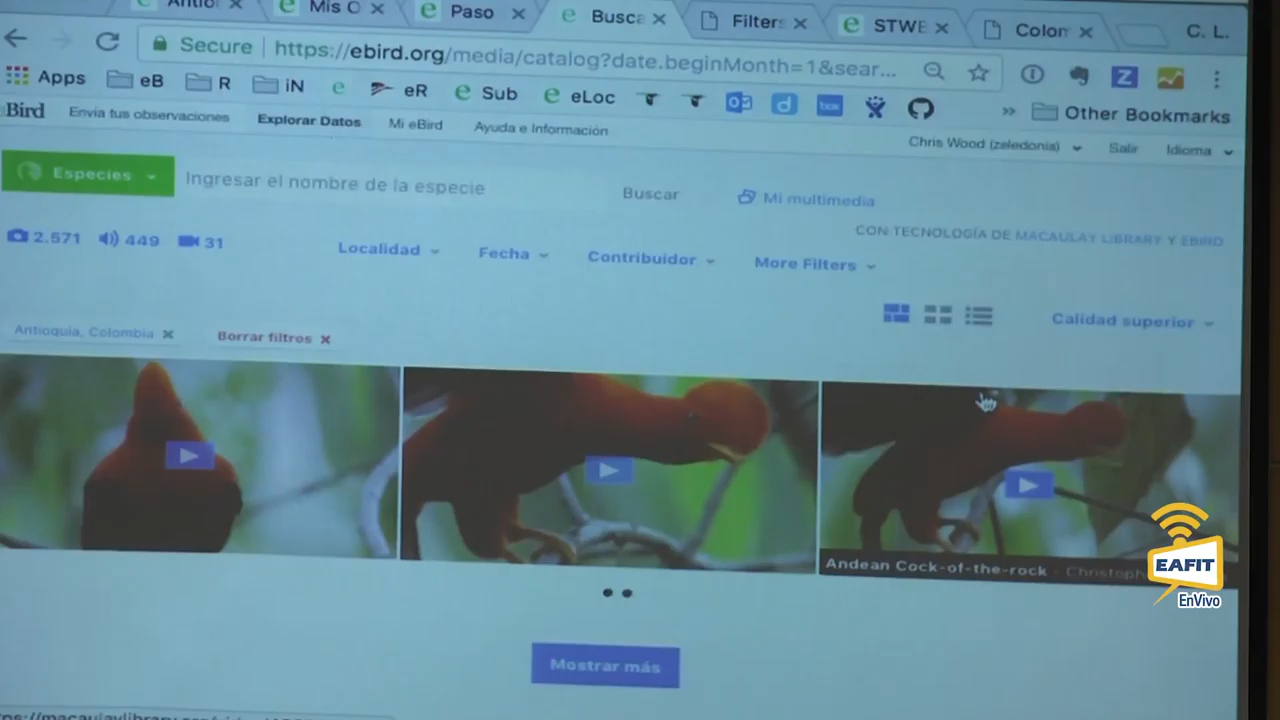 Mis O
Paso
Busca
Filters
STWE
Colom
C. L.
Secure
https://ebird.org/media/catalog?date.beginMonth=1&sear...
Apps
eB
R
iN
eR
Sub
eLoc
Other Bookmarks
eBird
Envía tus observaciones
Explorar Datos
Mi eBird
Ayuda e Información
Chris Wood (zeledonia)
Salir
Idioma
Especies
Ingresar el nombre de la especie
Buscar
Mi multimedia
2.571
449
31
Localidad
Fecha
Contribuidor
More Filters
CON TECNOLOGÍA DE MACAULAY LIBRARY Y EBIRD
Antioquia, Colombia
Borrar filtros
Calidad superior
Andean Cock-of-the-rock - Christoph
Mostrar más
EAFIT
EnVivo